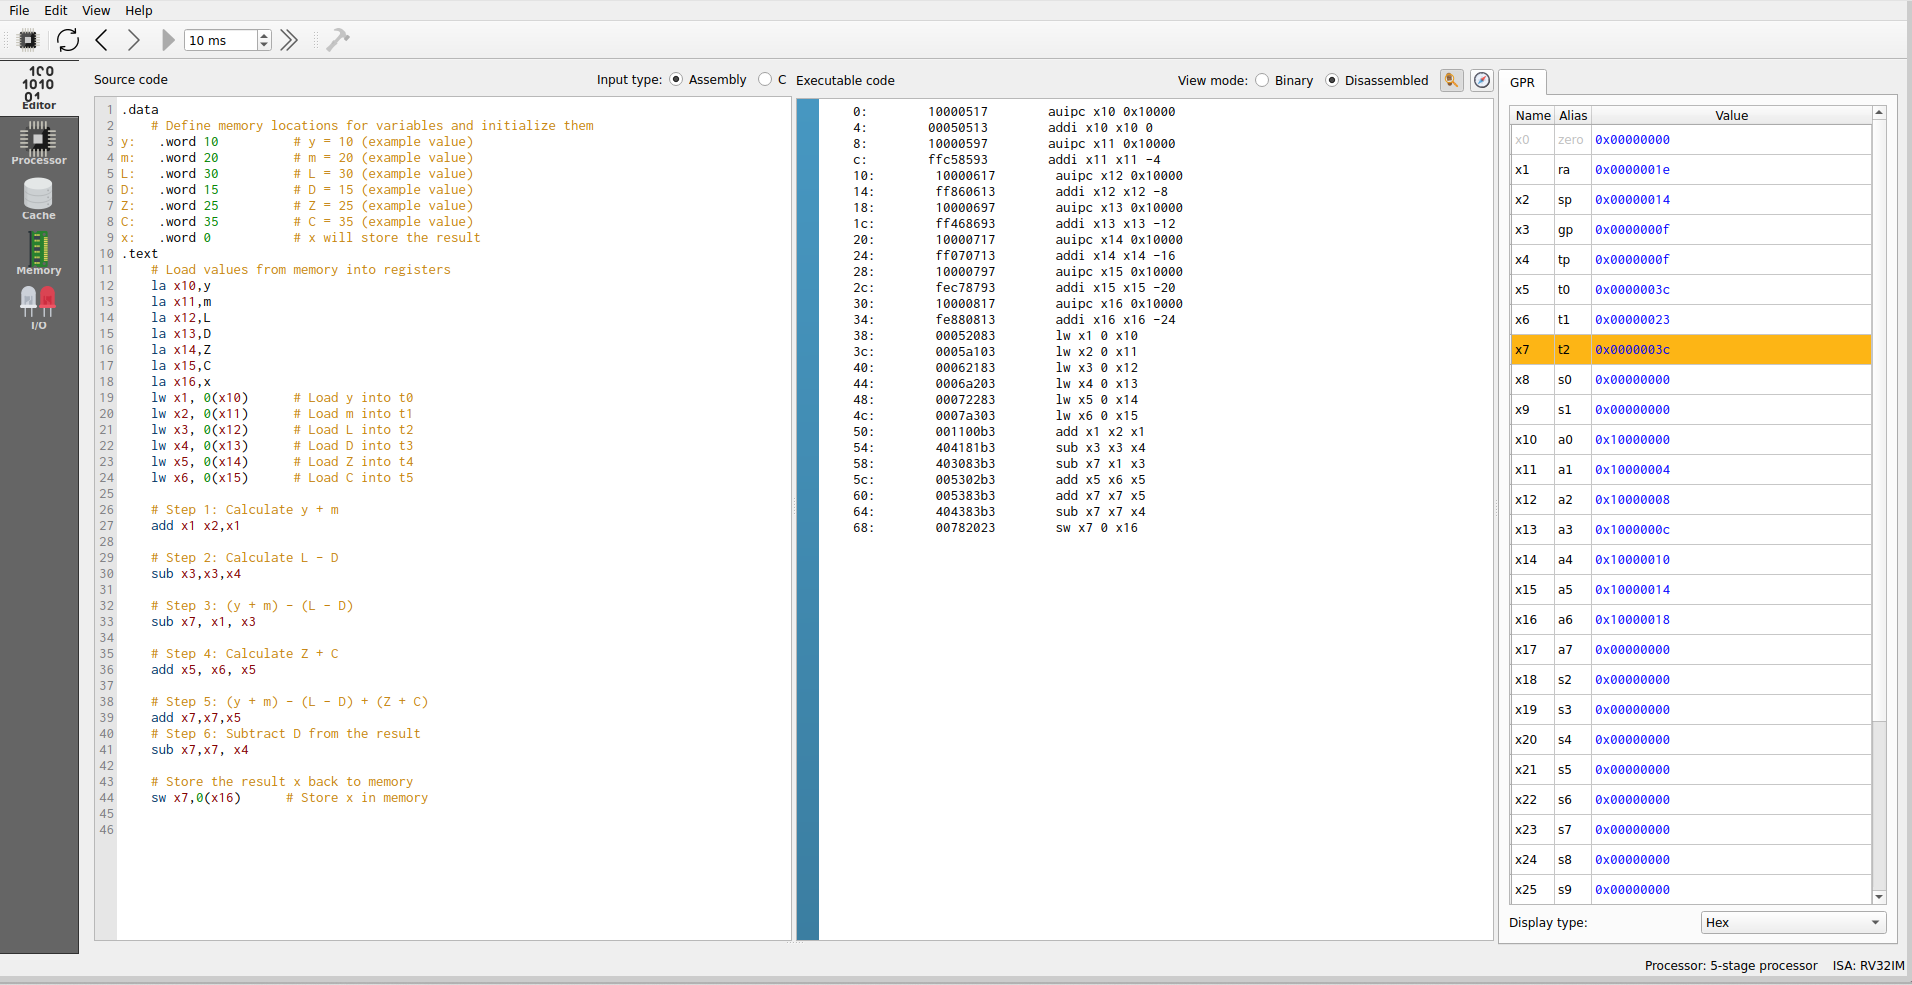 File Edit View Help
10 ms
Editor
Processor
Cache
Memory
I/O
Source code Input type: Assembly C
1 .data
2 # Define memory locations for variables and initialize them
3 y: .word 10 # y = 10 (example value)
4 m: .word 20 # m = 20 (example value)
5 L: .word 30 # L = 30 (example value)
6 D: .word 15 # D = 15 (example value)
7 Z: .word 25 # Z = 25 (example value)
8 C: .word 35 # C = 35 (example value)
9 x: .word 0 # x will store the result
10 .text
11 # Load values from memory into registers
12 la x10,y
13 la x11,m
14 la x12,L
15 la x13,D
16 la x14,Z
17 la x15,C
18 la x16,x
19 lw x1, 0(x10) # Load y into t0
20 lw x2, 0(x11) # Load m into t1
21 lw x3, 0(x12) # Load L into t2
22 lw x4, 0(x13) # Load D into t3
23 lw x5, 0(x14) # Load Z into t4
24 lw x6, 0(x15) # Load C into t5
25
26 # Step 1: Calculate y + m
27 add x1 x2,x1
28
29 # Step 2: Calculate L - D
30 sub x3,x3,x4
31
32 # Step 3: (y + m) - (L - D)
33 sub x7, x1, x3
34
35 # Step 4: Calculate Z + C
36 add x5, x6, x5
37
38 # Step 5: (y + m) - (L - D) + (Z + C)
39 add x7,x7,x5
40 # Step 6: Subtract D from the result
41 sub x7,x7, x4
42
43 # Store the result x back to memory
44 sw x7,0(x16) # Store x in memory
45
46
Executable code View mode: Binary Disassembled
0: 10000517 auipc x10 0x10000
4: 00050513 addi x10 x10 0
8: 10000597 auipc x11 0x10000
c: ffc58593 addi x11 x11 -4
10: 10000617 auipc x12 0x10000
14: ff860613 addi x12 x12 -8
18: 10000697 auipc x13 0x10000
1c: ff468693 addi x13 x13 -12
20: 10000717 auipc x14 0x10000
24: ff070713 addi x14 x14 -16
28: 10000797 auipc x15 0x10000
2c: fec78793 addi x15 x15 -20
30: 10000817 auipc x16 0x10000
34: fe880813 addi x16 x16 -24
38: 00052083 lw x1 0 x10
3c: 0005a103 lw x2 0 x11
40: 00062183 lw x3 0 x12
44: 0006a203 lw x4 0 x13
48: 00072283 lw x5 0 x14
4c: 0007a303 lw x6 0 x15
50: 001100b3 add x1 x2 x1
54: 404181b3 sub x3 x3 x4
58: 403083b3 sub x7 x1 x3
5c: 005302b3 add x5 x6 x5
60: 005383b3 add x7 x7 x5
64: 404383b3 sub x7 x7 x4
68: 00782023 sw x7 0 x16
GPR
Name Alias Value
x0 zero 0x00000000
x1 ra 0x0000001e
x2 sp 0x00000014
x3 gp 0x0000000f
x4 tp 0x0000000f
x5 t0 0x0000003c
x6 t1 0x00000023
x7 t2 0x0000003c
x8 s0 0x00000000
x9 s1 0x00000000
x10 a0 0x10000000
x11 a1 0x10000004
x12 a2 0x10000008
x13 a3 0x1000000c
x14 a4 0x10000010
x15 a5 0x10000014
x16 a6 0x10000018
x17 a7 0x00000000
x18 s2 0x00000000
x19 s3 0x00000000
x20 s4 0x00000000
x21 s5 0x00000000
x22 s6 0x00000000
x23 s7 0x00000000
x24 s8 0x00000000
x25 s9 0x00000000
Display type: Hex
Processor: 5-stage processor ISA: RV32IM